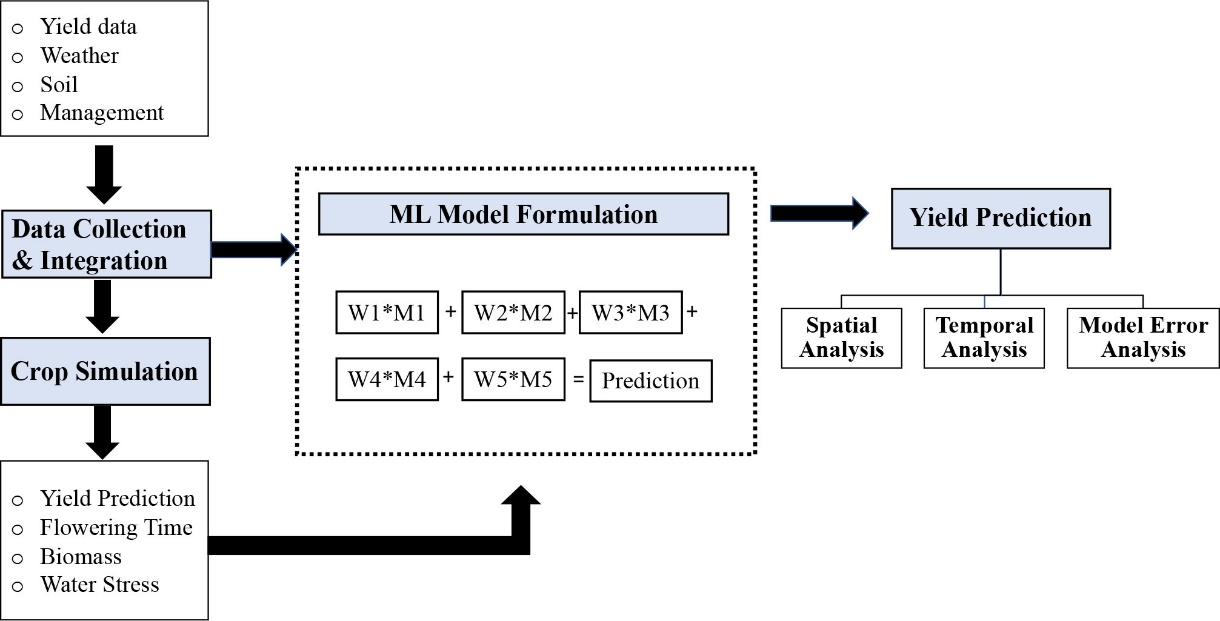 o Yield data
o Weather
o Soil
o Management
Data Collection
& Integration
Crop Simulation
o Yield Prediction
o Flowering Time
o Biomass
o Water Stress
ML Model Formulation
W1*M1 + W2*M2 + W3*M3 +
W4*M4 + W5*M5 = Prediction
Yield Prediction
Spatial
Analysis
Temporal
Analysis
Model Error
Analysis